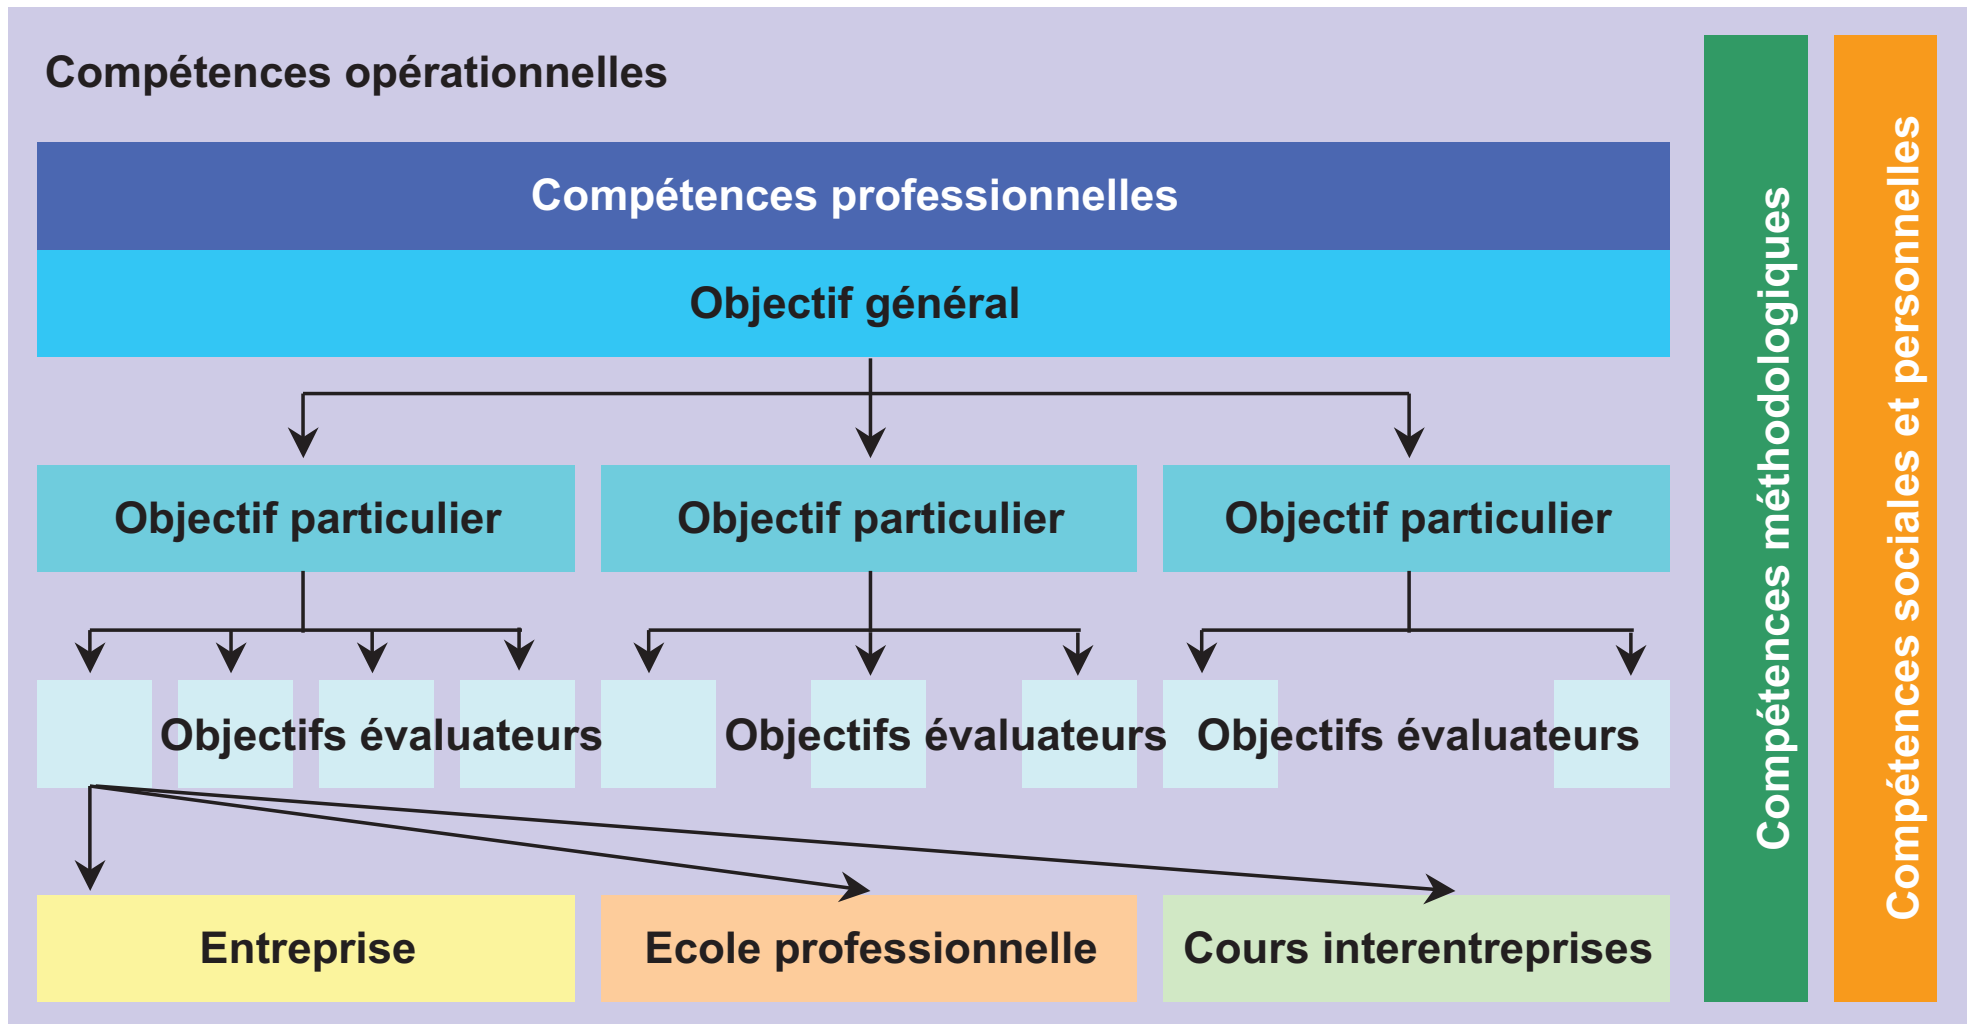 Compétences opérationnelles
Compétences professionnelles
Objectif général
Objectif particulier
Objectif particulier
Objectif particulier
Objectifs évaluateurs
Objectifs évaluateurs
Objectifs évaluateurs
Entreprise
Ecole professionnelle
Cours interentreprises
Compétences méthodologiques
Compétences sociales et personnelles